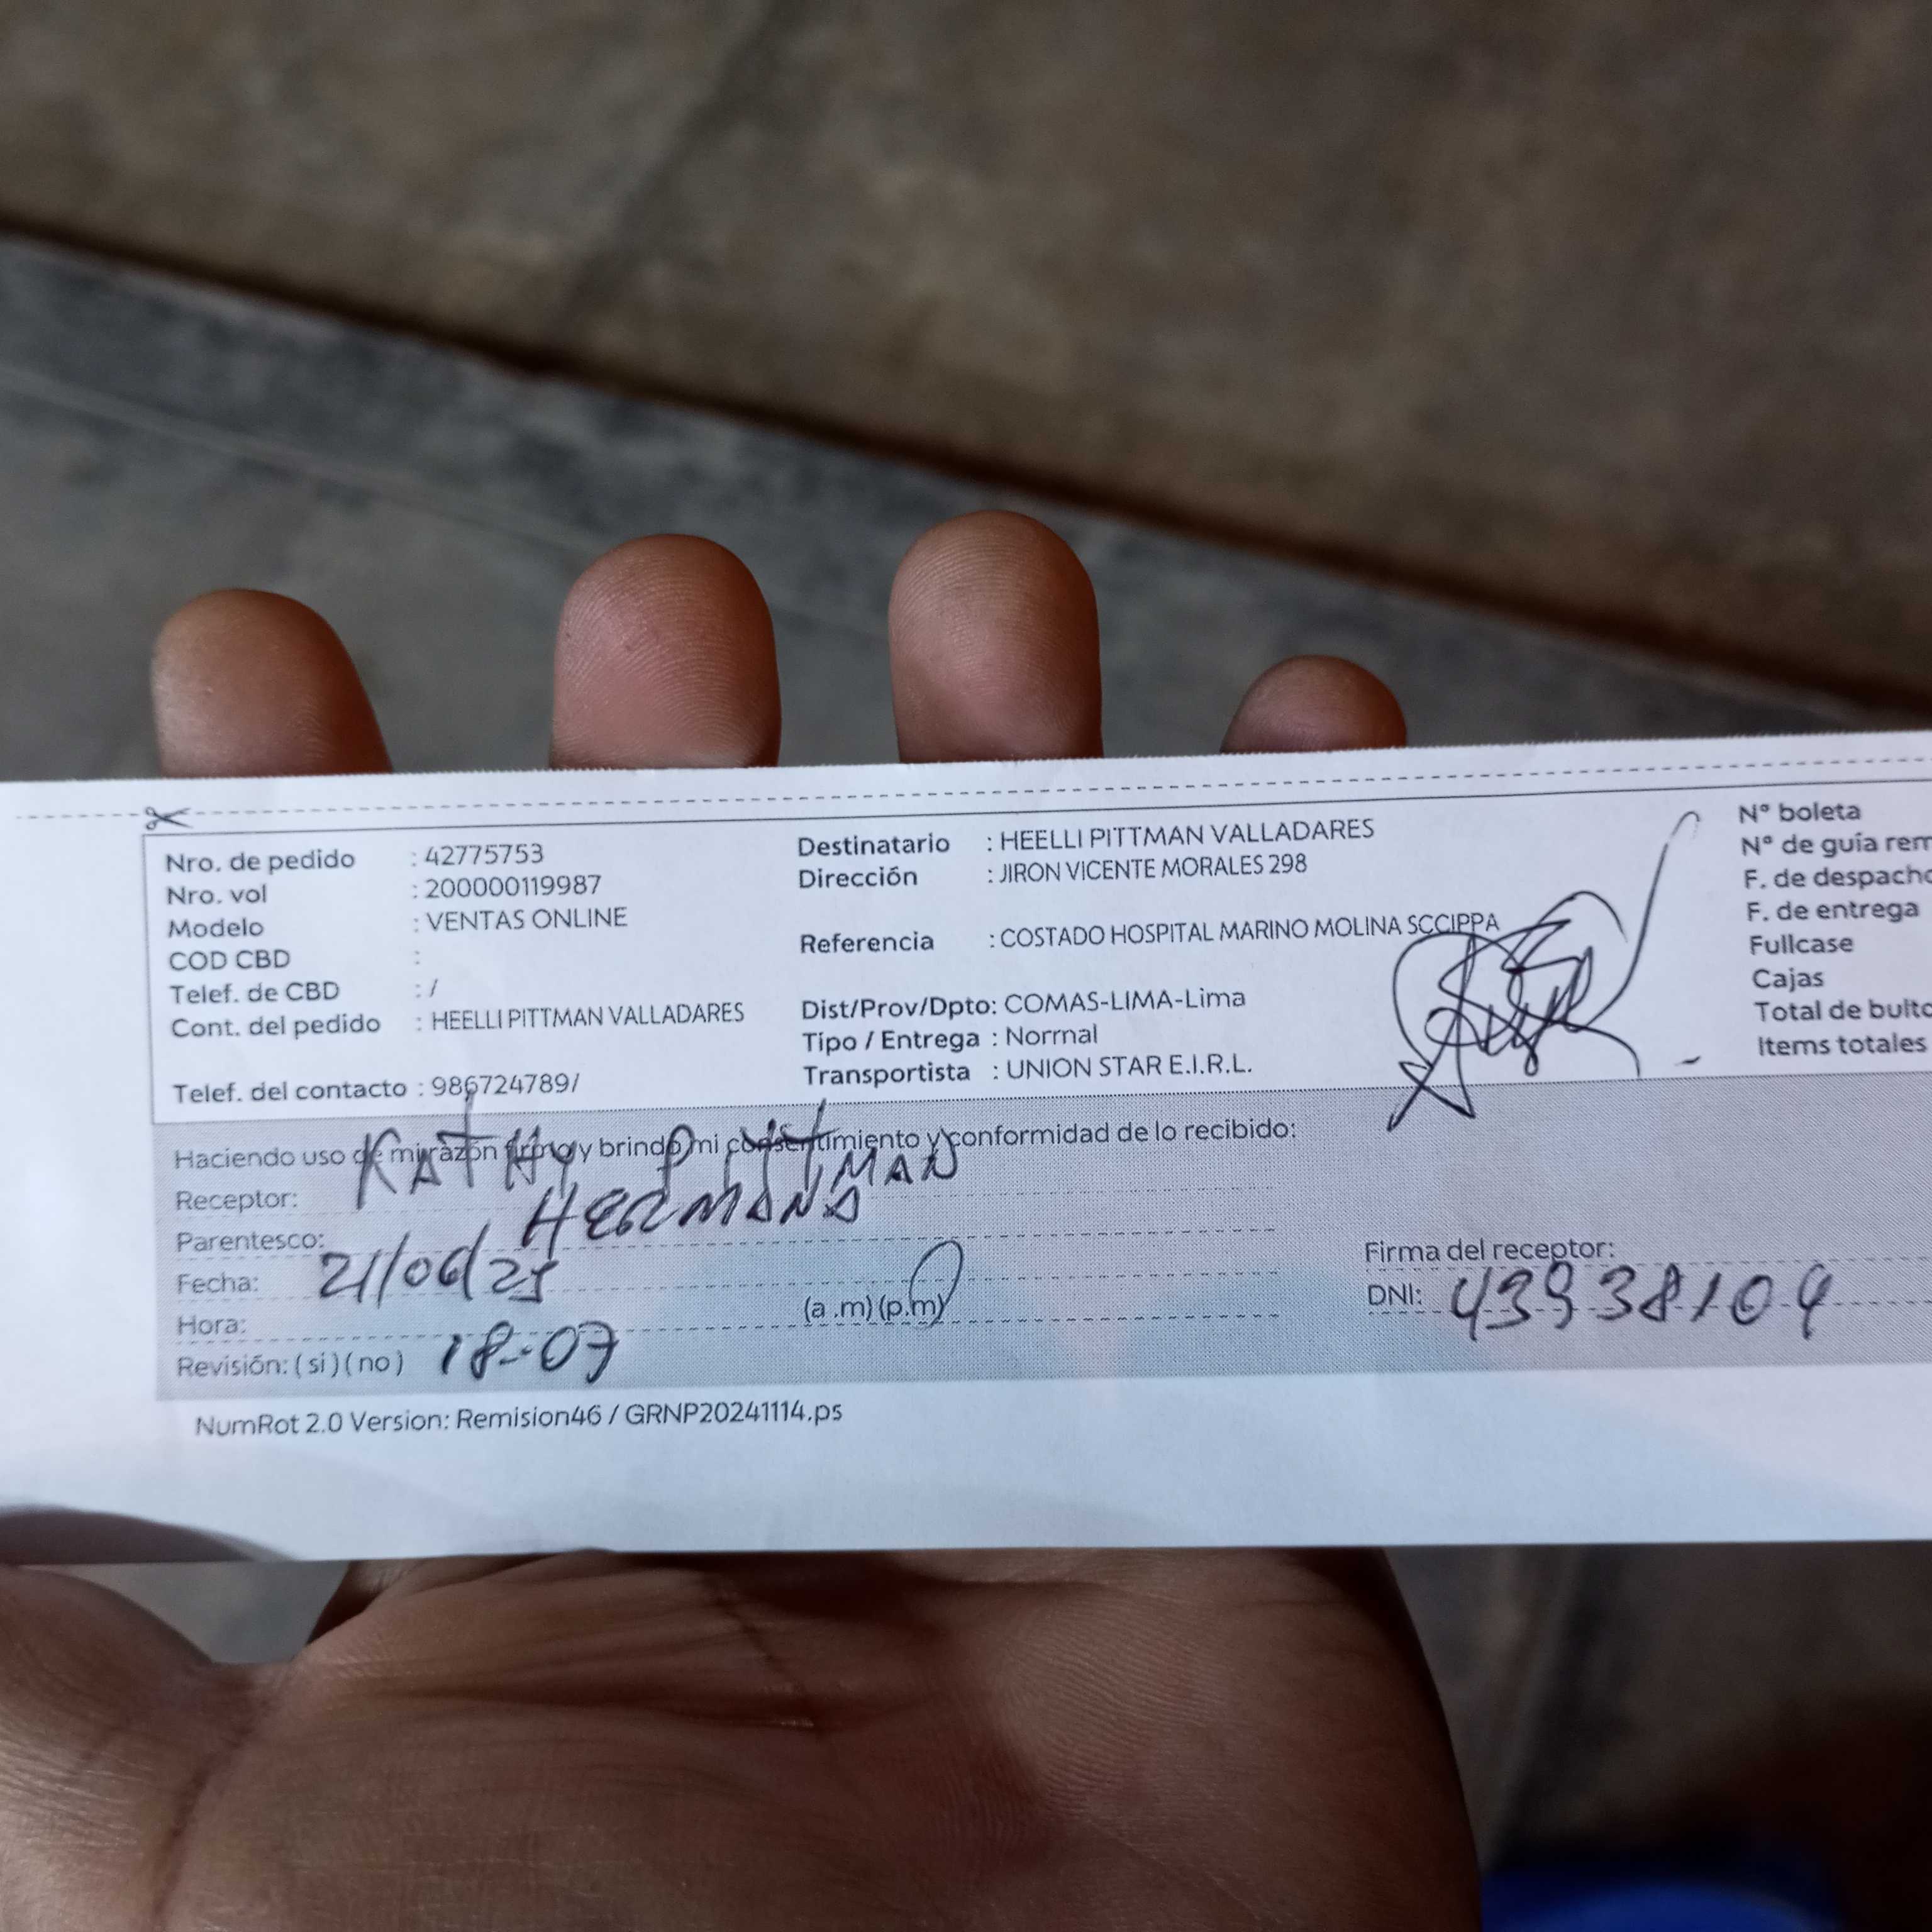 Nro. de pedido : 42775753
Nro. vol : 200000119987
Modelo : VENTAS ONLINE
COD CBD :
Telef. de CBD : /
Cont. del pedido : HEELLI PITTMAN VALLADARES
Telef. del contacto : 986724789/
Destinatario : HEELLI PITTMAN VALLADARES
Dirección : JIRON VICENTE MORALES 298
Referencia : COSTADO HOSPITAL MARINO MOLINA SCCIPPA
Dist/Prov/Dpto: COMAS-LIMA-Lima
Tipo / Entrega : Normal
Transportista : UNION STAR E.I.R.L.
N° boleta
N° de guía rem
F. de despacho
F. de entrega
Fullcase
Cajas
Total de bulto
Items totales
Haciendo uso de mi razón firmo y brindo mi consentimiento y conformidad de lo recibido:
Receptor: KATHY PITTMAN
Parentesco: HERMANA
Fecha: 21/06/25
Hora: 18:07 (a .m) (p.m)
Revisión: ( si ) ( no )
Firma del receptor:
DNI: 43938104
NumRot 2.0 Version: Remision46 / GRNP20241114.ps